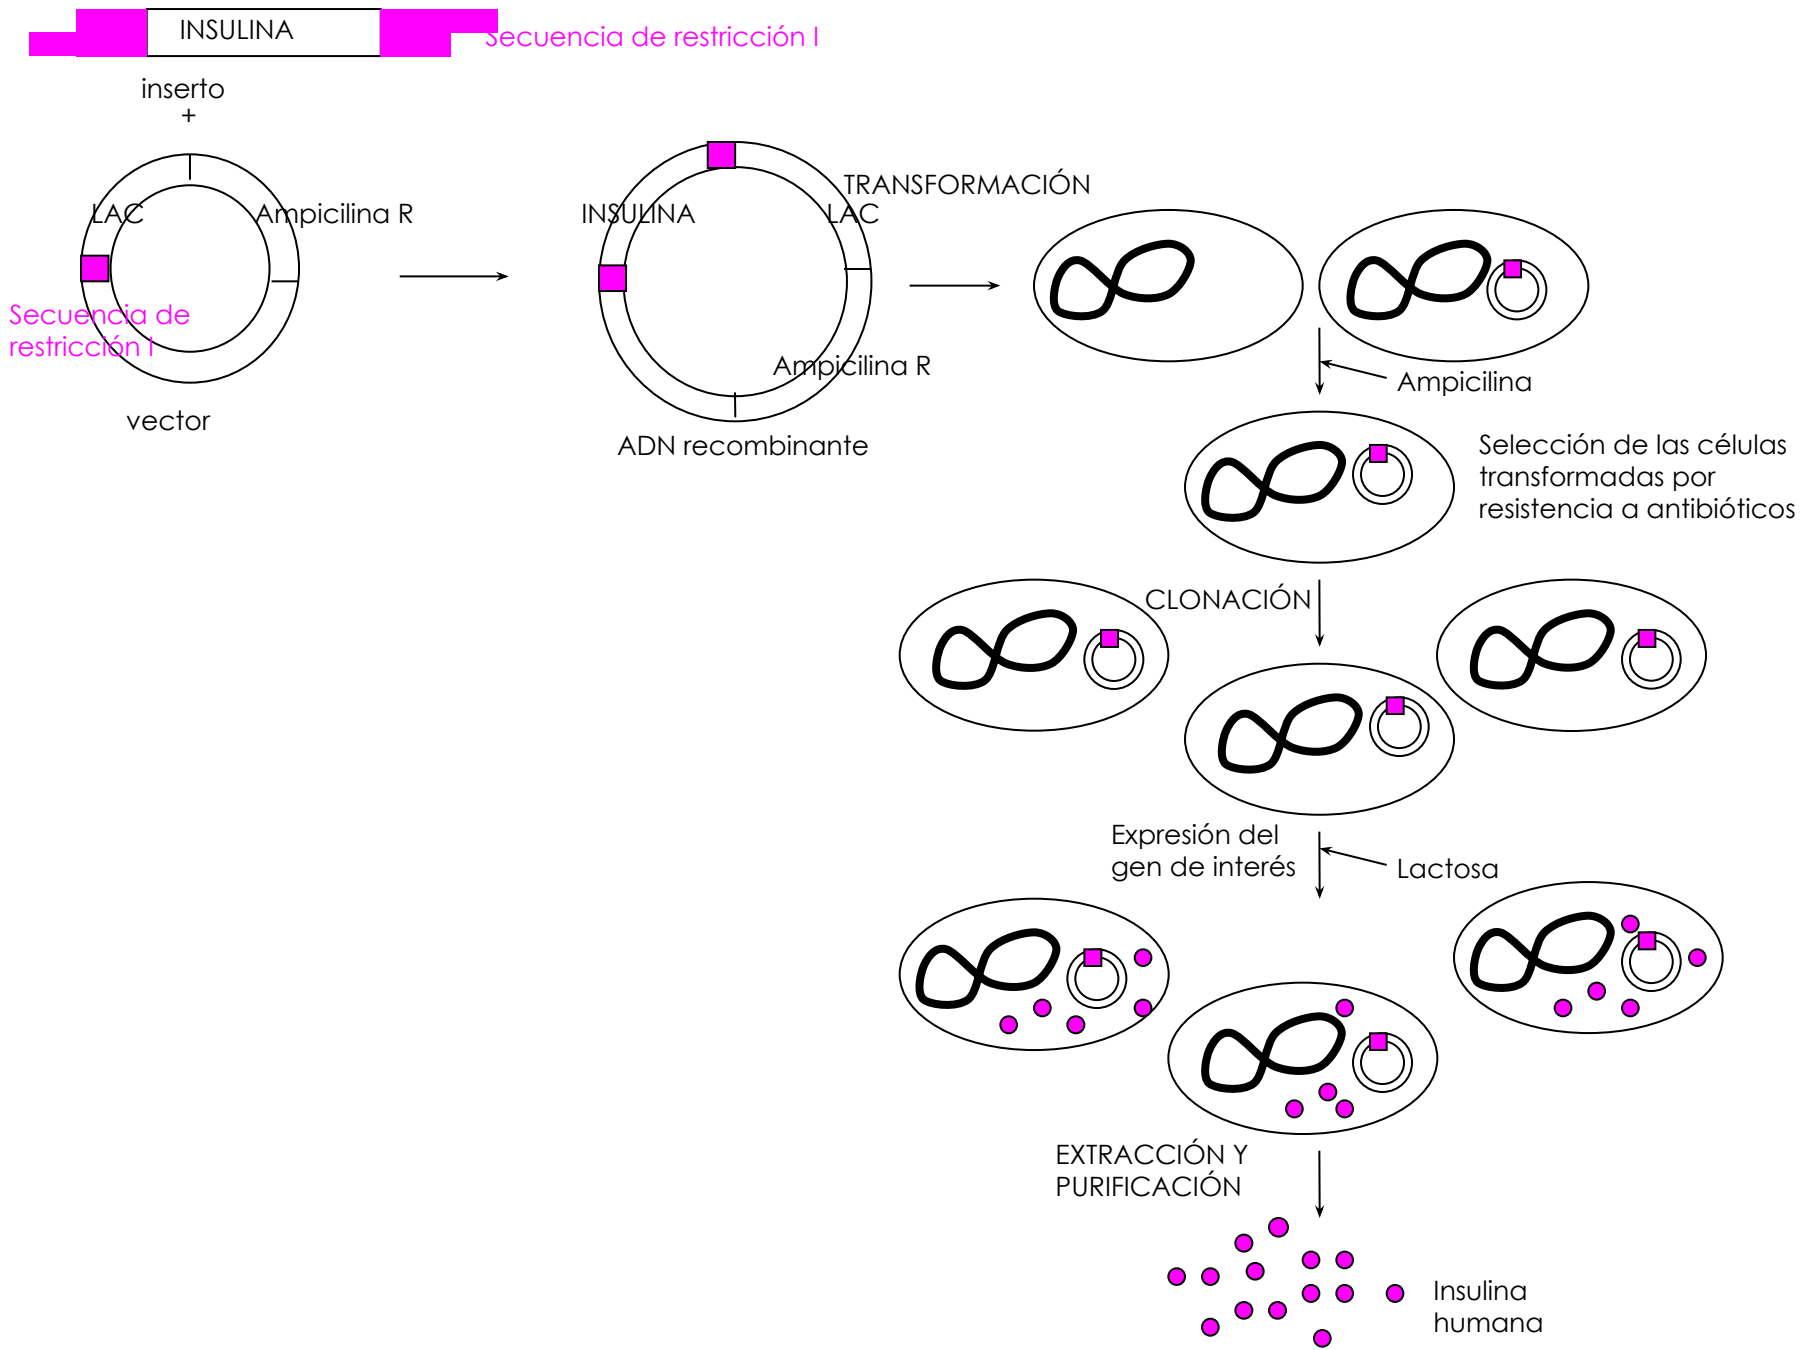 INSULINA
Secuencia de restricción I
inserto
+
LAC
Ampicilina R
Secuencia de
restricción I
vector
INSULINA
LAC
Ampicilina R
ADN recombinante
TRANSFORMACIÓN
Ampicilina
Selección de las células
transformadas por
resistencia a antibióticos
CLONACIÓN
Expresión del
gen de interés
Lactosa
EXTRACCIÓN Y
PURIFICACIÓN
Insulina
humana